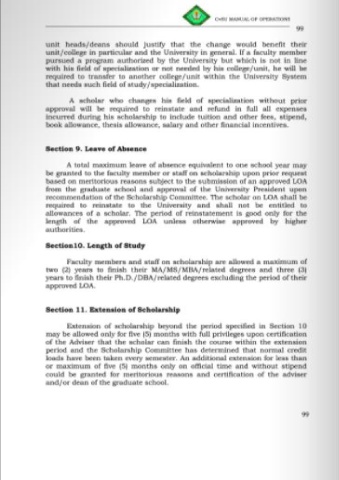 CvSU MANUAL OF OPERATIONS
99
unit heads/deans should justify that the change would benefit their
unit/college in particular and the University in general. If a faculty member
pursued a program authorized by the University but which is not in line
with his field of specialization or not needed by his college/unit, he will be
required to transfer to another college/unit within the University System
that needs such field of study/specialization.
A scholar who changes his field of specialization without prior
approval will be required to reinstate and refund in full all expenses
incurred during his scholarship to include tuition and other fees, stipend,
book allowance, thesis allowance, salary and other financial incentives.
Section 9. Leave of Absence
A total maximum leave of absence equivalent to one school year may
be granted to the faculty member or staff on scholarship upon prior request
based on meritorious reasons subject to the submission of an approved LOA
from the graduate school and approval of the University President upon
recommendation of the Scholarship Committee. The scholar on LOA shall be
required to reinstate to the University and shall not be entitled to
allowances of a scholar. The period of reinstatement is good only for the
length of the approved LOA unless otherwise approved by higher
authorities.
Section10. Length of Study
Faculty members and staff on scholarship are allowed a maximum of
two (2) years to finish their MA/MS/MBA/related degrees and three (3)
years to finish their Ph.D./DBA/related degrees excluding the period of their
approved LOA.
Section 11. Extension of Scholarship
Extension of scholarship beyond the period specified in Section 10
may be allowed only for five (5) months with full privileges upon certification
of the Adviser that the scholar can finish the course within the extension
period and the Scholarship Committee has determined that normal credit
loads have been taken every semester. An additional extension for less than
or maximum of five (5) months only on official time and without stipend
could be granted for meritorious reasons and certification of the adviser
and/or dean of the graduate school.
99